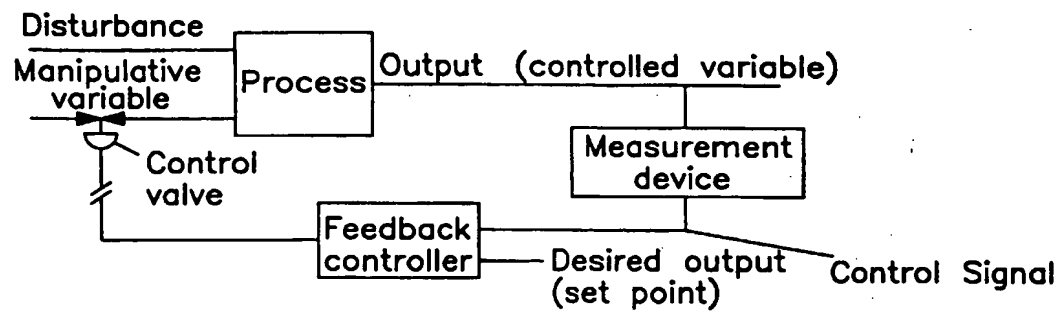 Disturbance
Manipulative
variable
Process
Output (controlled variable)
Control
valve
Measurement
device
Feedback
controller
Desired output
(set point)
Control Signal